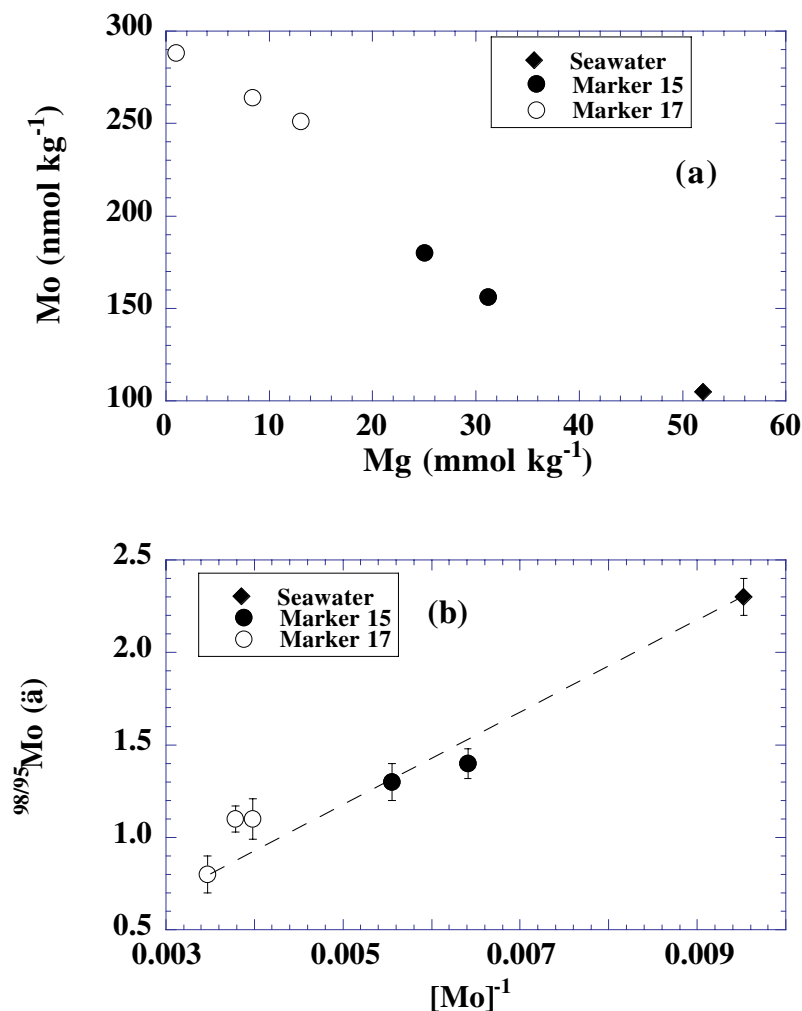 300
250
200
150
100
Mo (nmol kg⁻¹)
Seawater
Marker 15
Marker 17
(a)
0 10 20 30 40 50 60
Mg (mmol kg⁻¹)
2.5
2.0
1.5
1.0
0.5
⁹⁸/⁹⁵Mo (ä)
Seawater
Marker 15
Marker 17
(b)
0.003 0.005 0.007 0.009
[Mo]⁻¹